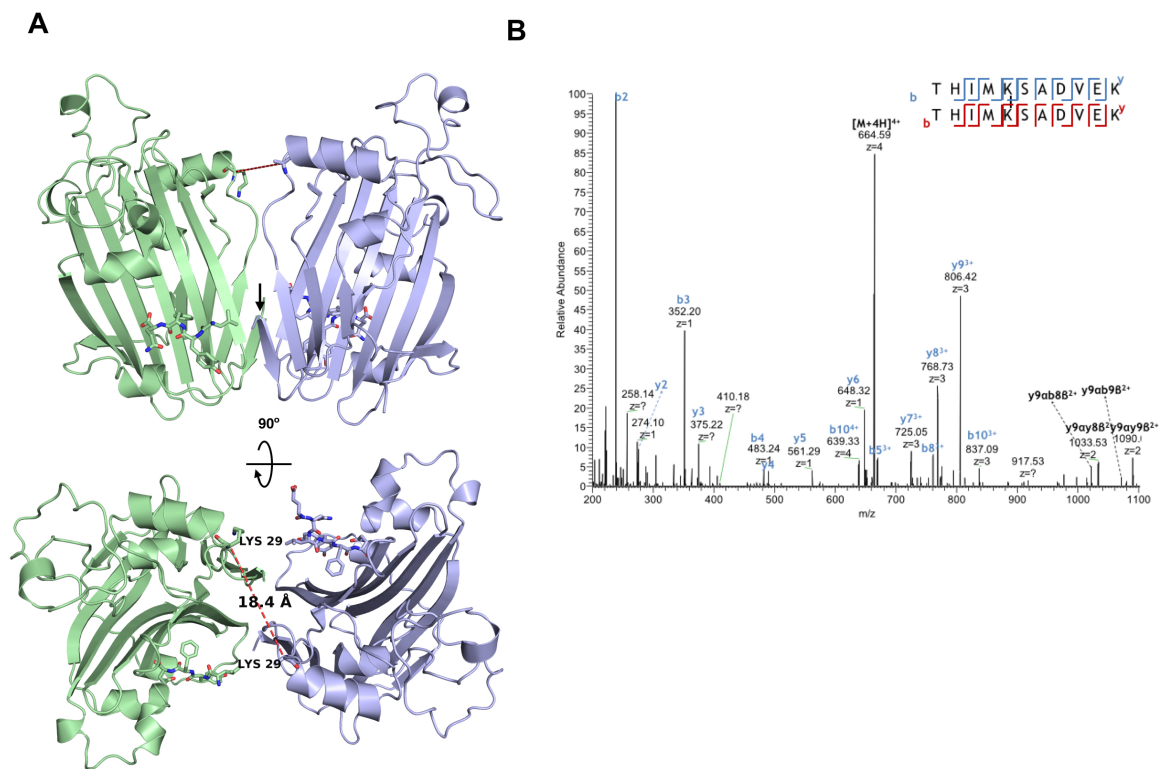 A
B
90º
LYS 29
18.4 Å
LYS 29
b T H I M K S A D V E K y
b T H I M K S A D V E K y
Relative Abundance
100
95
90
85
80
75
70
65
60
55
50
45
40
35
30
25
20
15
10
5
0
b2
[M+4H]⁴⁺
664.59
z=4
y9³⁺
806.42
z=3
b3
352.20
z=1
y8³⁺
768.73
z=3
258.14
z=?
y2
274.10
z=1
y3
375.22
z=?
410.18
z=?
y6
648.32
z=1
b4
483.24
z=1
y4
y5
561.29
z=1
b10⁴⁺
639.33
z=4
b5³⁺
y7³⁺
725.05
z=3
b8³⁺
b10³⁺
837.09
z=3
917.53
z=?
y9ab8ß²⁺
y9ab9ß²⁺
y9ay8ß²
y9ay9ß²⁺
1033.53
z=2
1090.
z=2
200 300 400 500 600 700 800 900 1000 1100
m/z